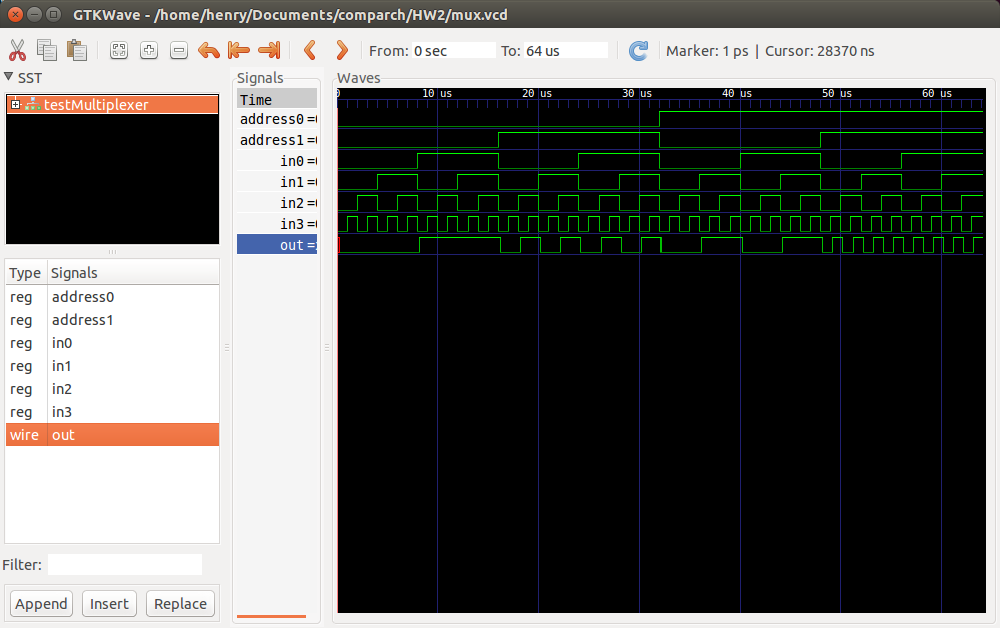 GTKWave - /home/henry/Documents/comparch/HW2/mux.vcd
From: 0 sec To: 64 us Marker: 1 ps | Cursor: 28370 ns
SST
testMultiplexer
Type Signals
reg address0
reg address1
reg in0
reg in1
reg in2
reg in3
wire out
Filter:
Append Insert Replace
Signals
Time
address0 =
address1 =
in0 =
in1 =
in2 =
in3 =
out =
Waves
10 us 20 us 30 us 40 us 50 us 60 us